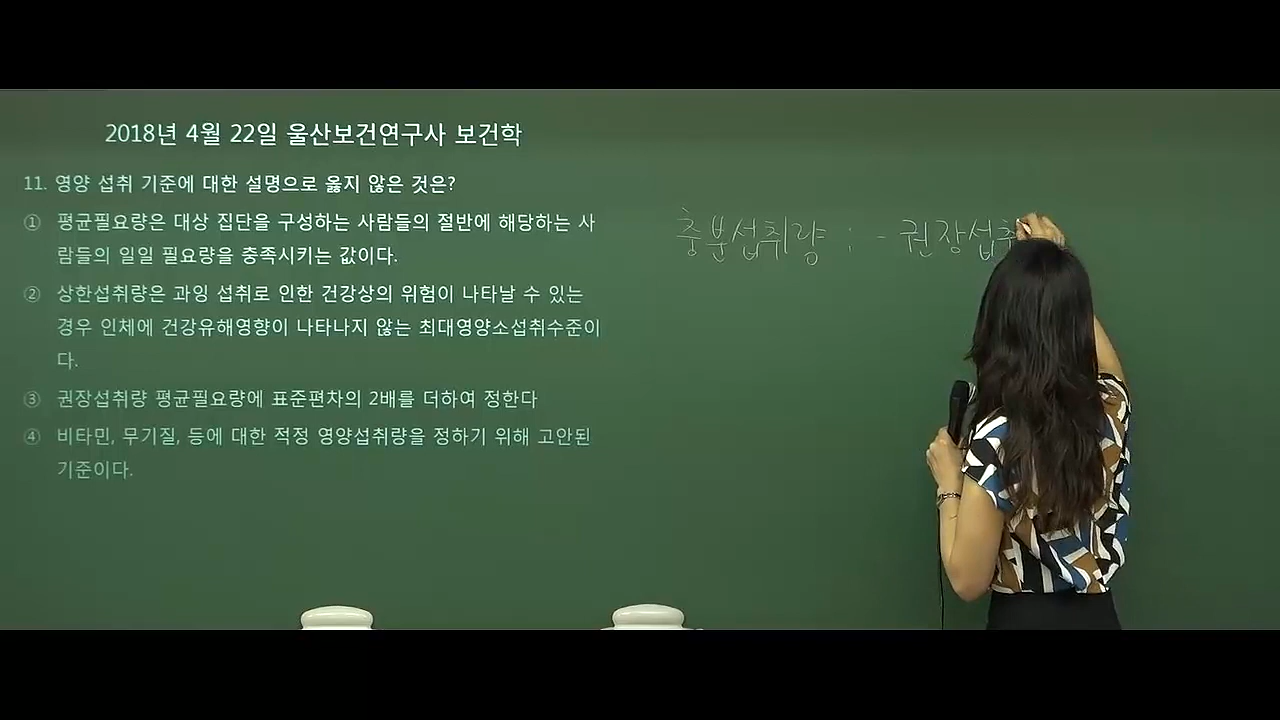 2018년 4월 22일 울산보건연구사 보건학
11. 영양 섭취 기준에 대한 설명으로 옳지 않은 것은?
① 평균필요량은 대상 집단을 구성하는 사람들의 절반에 해당하는 사
람들의 일일 필요량을 충족시키는 값이다.
② 상한섭취량은 과잉 섭취로 인한 건강상의 위험이 나타날 수 있는
경우 인체에 건강유해영향이 나타나지 않는 최대영양소섭취수준이
다.
③ 권장섭취량 평균필요량에 표준편차의 2배를 더하여 정한다
④ 비타민, 무기질, 등에 대한 적정 영양섭취량을 정하기 위해 고안된
기준이다.
충분섭취량 : - 권장섭취